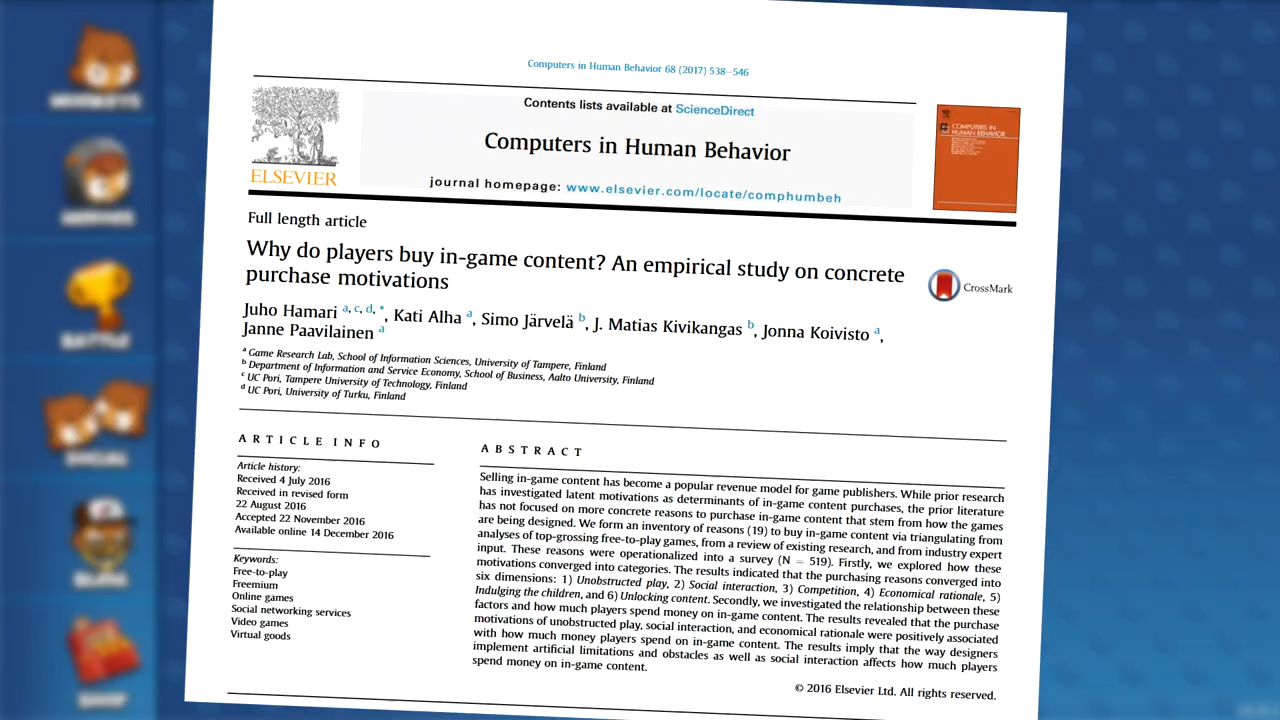 Computers in Human Behavior 68 (2017) 538–546
Contents lists available at ScienceDirect
Computers in Human Behavior
journal homepage: www.elsevier.com/locate/comphumbeh
ELSEVIER
COMPUTERS IN
HUMAN BEHAVIOR
Full length article
Why do players buy in-game content? An empirical study on concrete
purchase motivations
CrossMark
Juho Hamari a, c, d, *, Kati Alha a, Simo Järvelä b, J. Matias Kivikangas b, Jonna Koivisto a,
Janne Paavilainen a
a Game Research Lab, School of Information Sciences, University of Tampere, Finland
b Department of Information and Service Economy, School of Business, Aalto University, Finland
c UC Pori, Tampere University of Technology, Finland
d UC Pori, University of Turku, Finland
ARTICLE INFO
Article history:
Received 4 July 2016
Received in revised form
22 August 2016
Accepted 22 November 2016
Available online 14 December 2016
Keywords:
Free-to-play
Freemium
Online games
Social networking services
Video games
Virtual goods
ABSTRACT
Selling in-game content has become a popular revenue model for game publishers. While prior research
has investigated latent motivations as determinants of in-game content purchases, the prior literature
has not focused on more concrete reasons to purchase in-game content that stem from how the games
are being designed. We form an inventory of reasons (19) to buy in-game content via triangulating from
analyses of top-grossing free-to-play games, from a review of existing research, and from industry expert
input. These reasons were operationalized into a survey (N = 519). Firstly, we explored how these
motivations converged into categories. The results indicated that the purchasing reasons converged into
six dimensions: 1) Unobstructed play, 2) Social interaction, 3) Competition, 4) Economical rationale, 5)
Indulging the children, and 6) Unlocking content. Secondly, we investigated the relationship between these
factors and how much players spend money on in-game content. The results revealed that the purchase
motivations of unobstructed play, social interaction, and economical rationale were positively associated
with how much money players spend on in-game content. The results imply that the way designers
implement artificial limitations and obstacles as well as social interaction affects how much players
spend money on in-game content.
© 2016 Elsevier Ltd. All rights reserved.
MONKEYS
HEROES
BATTLE
SOCIAL
SHOP